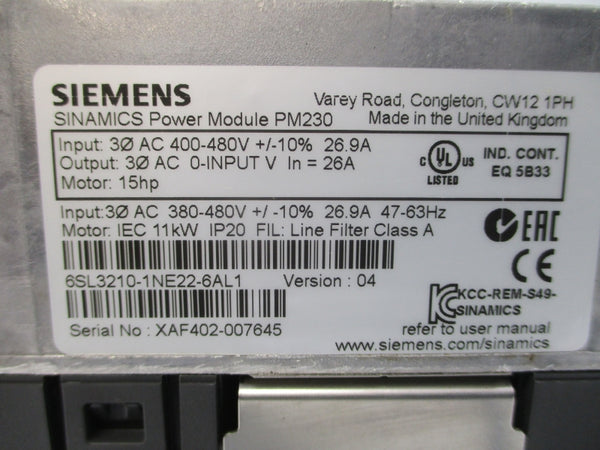 SIEMENS
Varey Road, Congleton, CW12 1PH
SINAMICS Power Module PM230
Made in the United Kingdom
Input: 3Ø AC 400-480V +/-10% 26.9A
Output: 3Ø AC 0-INPUT V In = 26A
Motor: 15hp
C UL US
LISTED
IND. CONT.
EQ 5B33
Input:3Ø AC 380-480V +/-10% 26.9A 47-63Hz
Motor: IEC 11kW IP20 FIL: Line Filter Class A
EAC
CE
6SL3210-1NE22-6AL1 Version : 04
KCC-REM-S49-
SINAMICS
Serial No : XAF402-007645
refer to user manual
www.siemens.com/sinamics